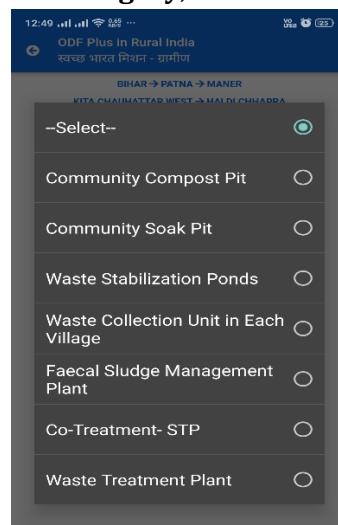 12:49
ODF Plus in Rural India
स्वच्छ भारत मिशन - ग्रामीण
BIHAR → PATNA → MANER
KITA CHAUHATTAR WEST → HALDI CHHAPRA
--Select--
Community Compost Pit
Community Soak Pit
Waste Stabilization Ponds
Waste Collection Unit in Each
Village
Faecal Sludge Management
Plant
Co-Treatment- STP
Waste Treatment Plant